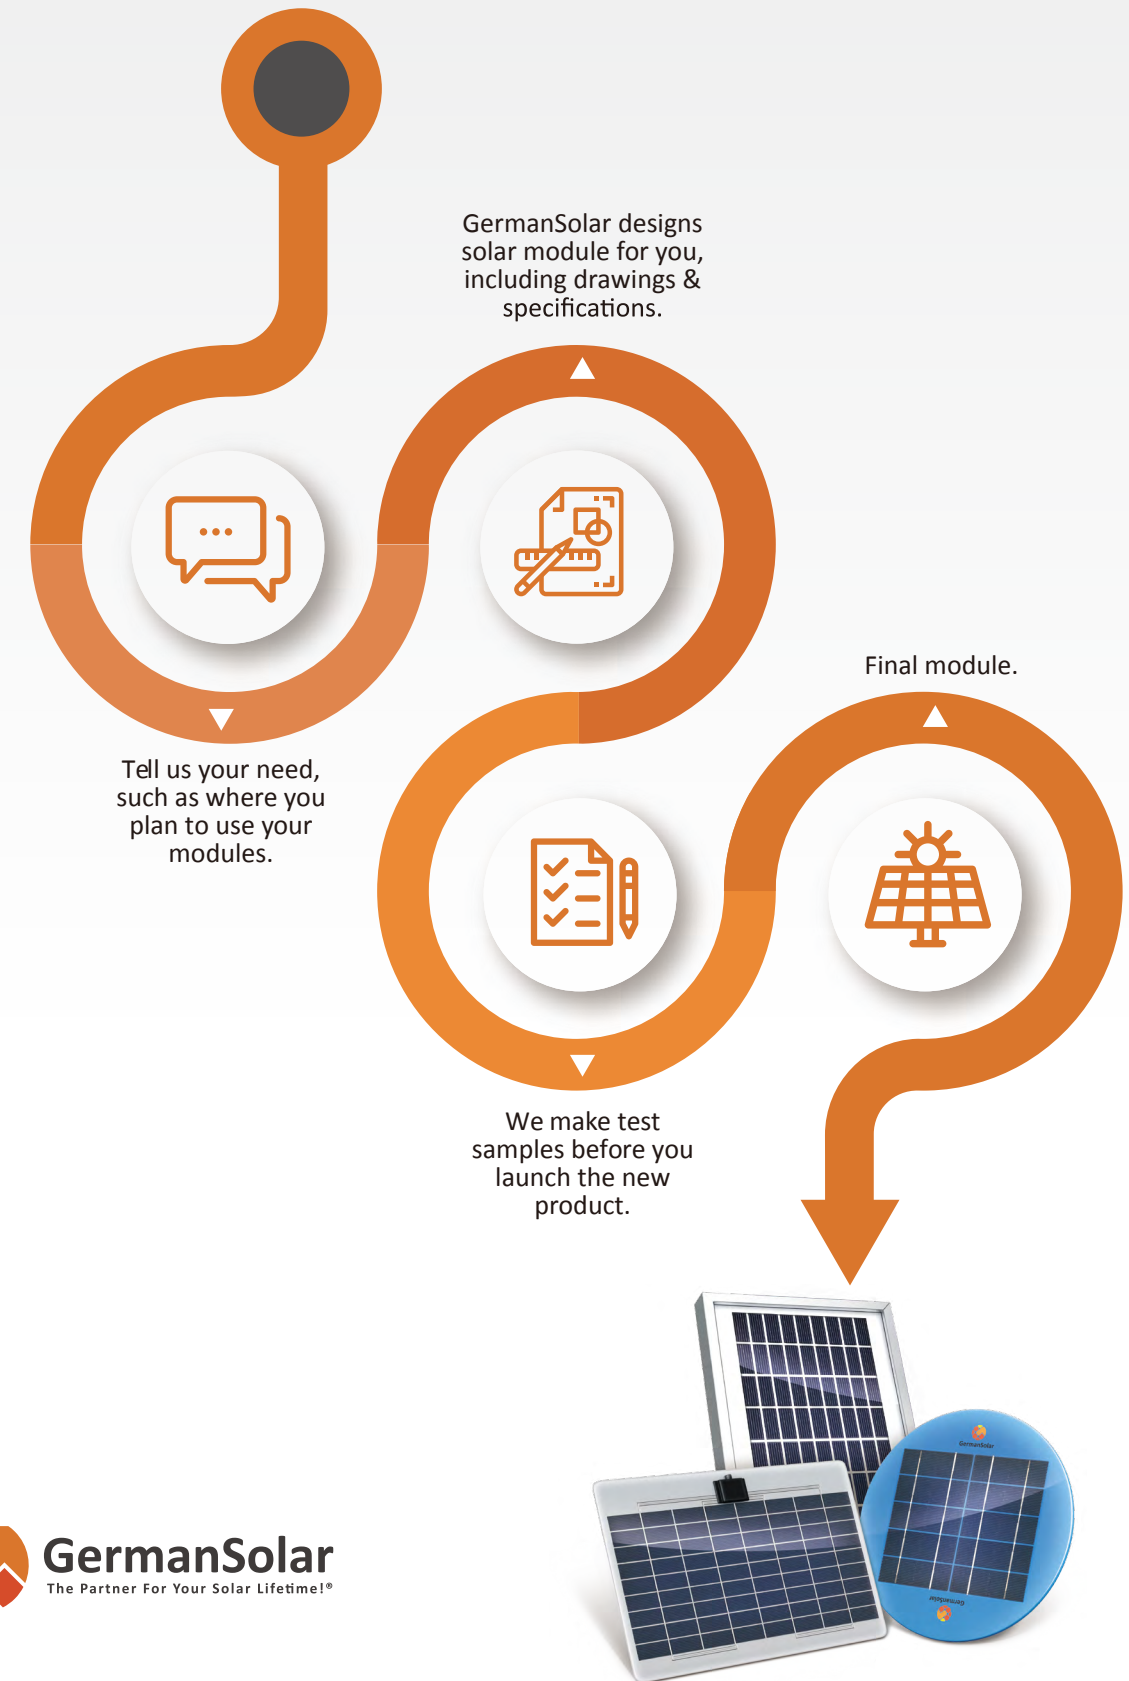 GermanSolar designs
solar module for you,
including drawings &
specifications.
Final module.
Tell us your need,
such as where you
plan to use your
modules.
We make test
samples before you
launch the new
product.
GermanSolar
GermanSolar
GermanSolar
The Partner For Your Solar Lifetime!®